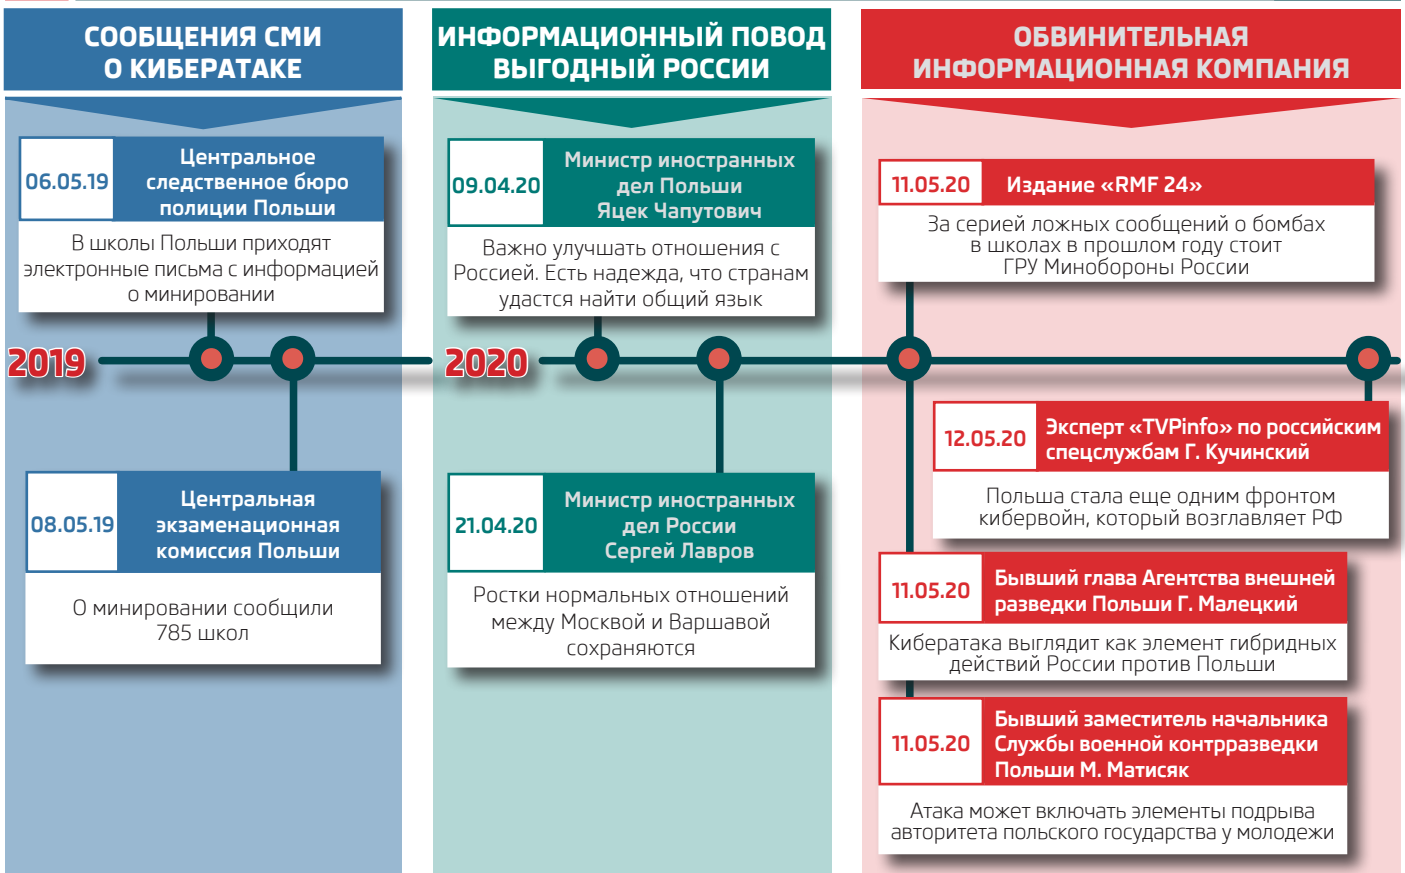 СООБЩЕНИЯ СМИ
О КИБЕРАТАКЕ
06.05.19
Центральное
следственное бюро
полиции Польши
В школы Польши приходят
электронные письма с информацией
о минировании
2019
08.05.19
Центральная
экзаменационная
комиссия Польши
О минировании сообщили
785 школ
ИНФОРМАЦИОННЫЙ ПОВОД
ВЫГОДНЫЙ РОССИИ
09.04.20
Министр иностранных
дел Польши
Яцек Чапутович
Важно улучшать отношения с
Россией. Есть надежда, что странам
удастся найти общий язык
2020
21.04.20
Министр иностранных
дел России
Сергей Лавров
Ростки нормальных отношений
между Москвой и Варшавой
сохраняются
ОБВИНИТЕЛЬНАЯ
ИНФОРМАЦИОННАЯ КОМПАНИЯ
11.05.20
Издание «RMF 24»
За серией ложных сообщений о бомбах
в школах в прошлом году стоит
ГРУ Минобороны России
12.05.20
Эксперт «TVPinfo» по российским
спецслужбам Г. Кучинский
Польша стала еще одним фронтом
кибервойн, который возглавляет РФ
11.05.20
Бывший глава Агентства внешней
разведки Польши Г. Малецкий
Кибератака выглядит как элемент гибридных
действий России против Польши
11.05.20
Бывший заместитель начальника
Службы военной контрразведки
Польши М. Матисяк
Атака может включать элементы подрыва
авторитета польского государства у молодежи